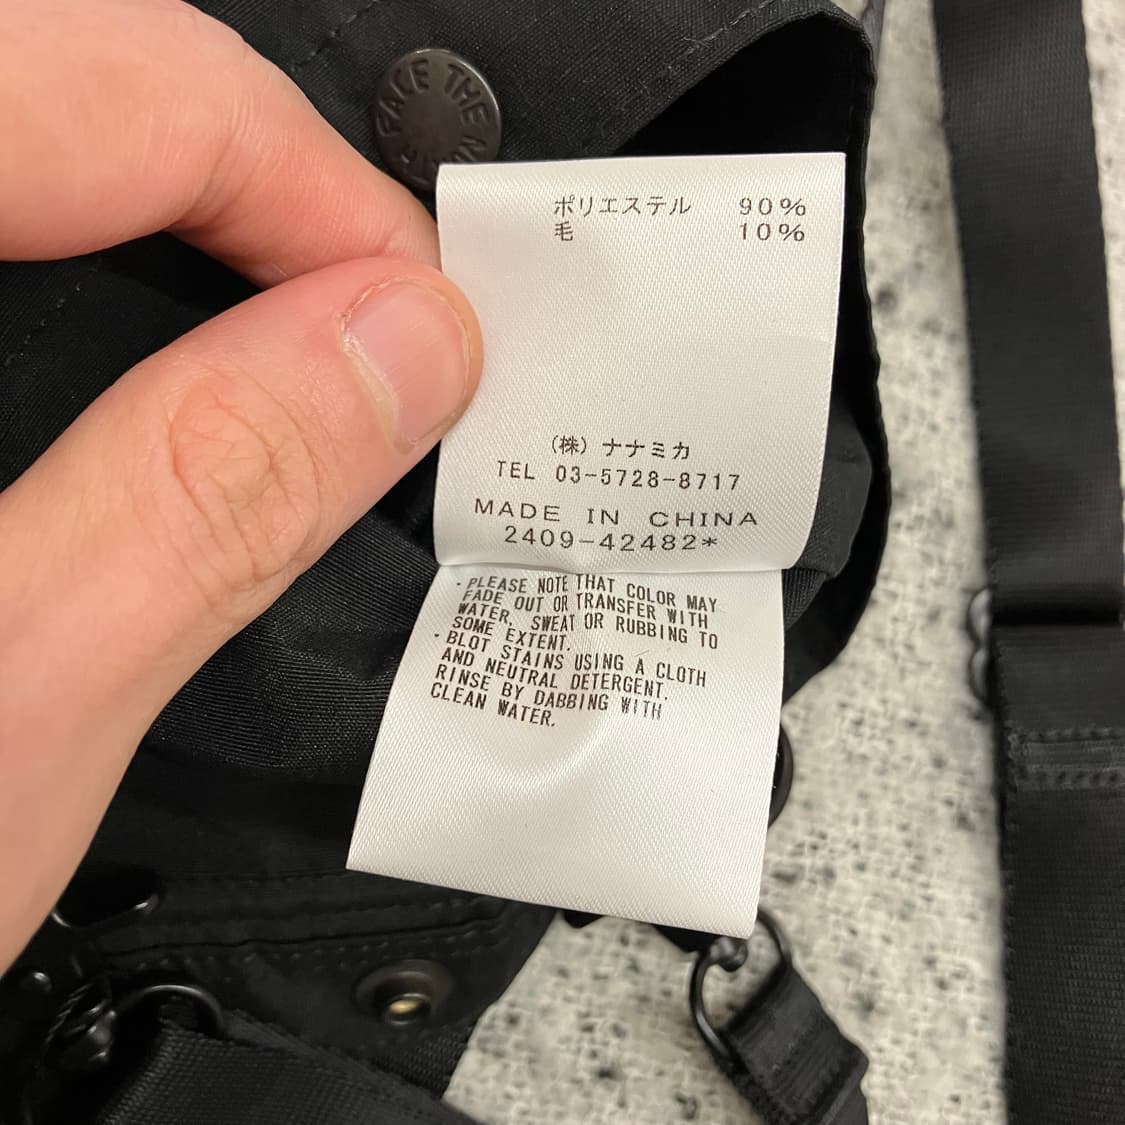 THE NORTH FACE
ポリエステル 90%
毛 10%
(株) ナナミカ
TEL 03-5728-8717
MADE IN CHINA
2409-42482*
・PLEASE NOTE THAT COLOR MAY
FADE OUT OR TRANSFER WITH
WATER, SWEAT OR RUBBING TO
SOME EXTENT.
・BLOT STAINS USING A CLOTH
AND NEUTRAL DETERGENT.
RINSE BY DABBING WITH
CLEAN WATER.